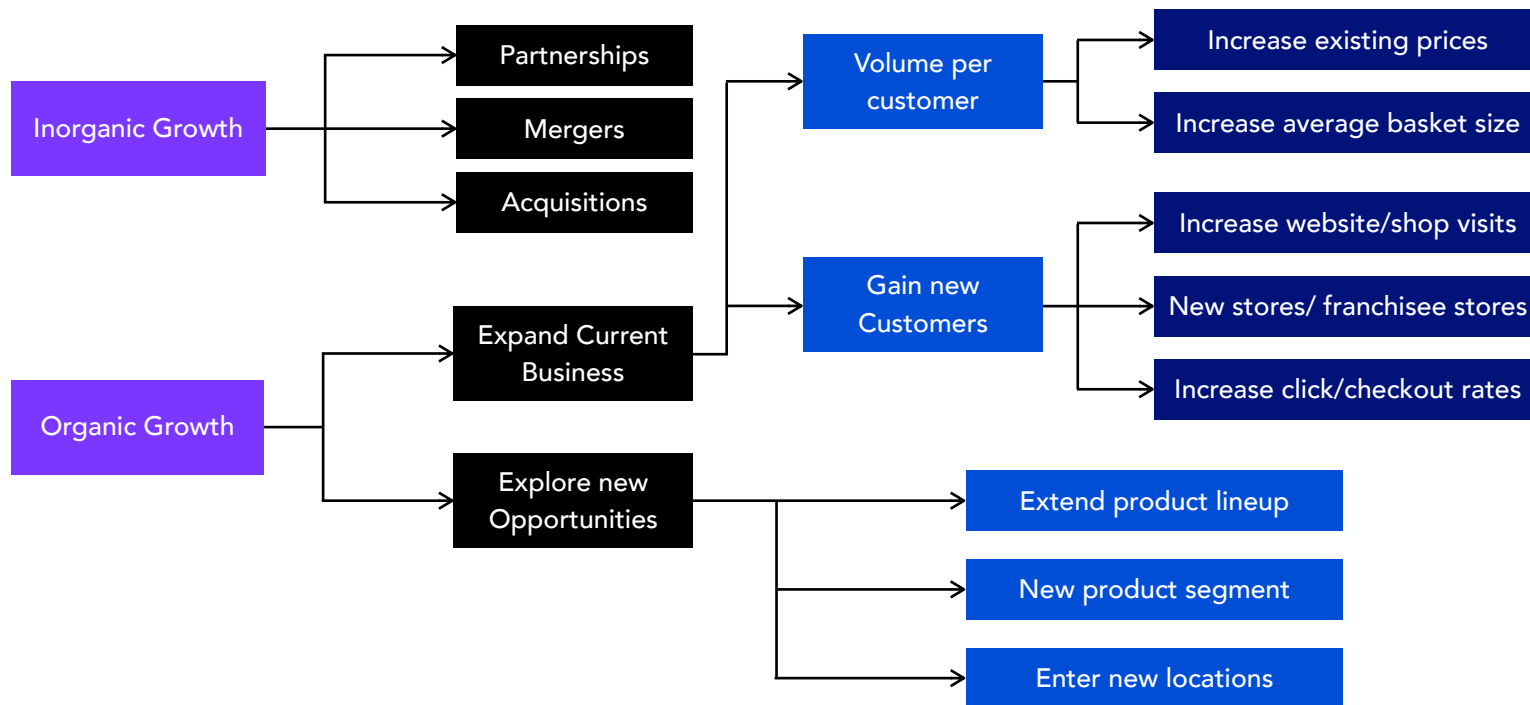 Inorganic Growth
Partnerships
Mergers
Acquisitions
Organic Growth
Expand Current
Business
Explore new
Opportunities
Volume per
customer
Gain new
Customers
Increase existing prices
Increase average basket size
Increase website/shop visits
New stores/ franchisee stores
Increase click/checkout rates
Extend product lineup
New product segment
Enter new locations